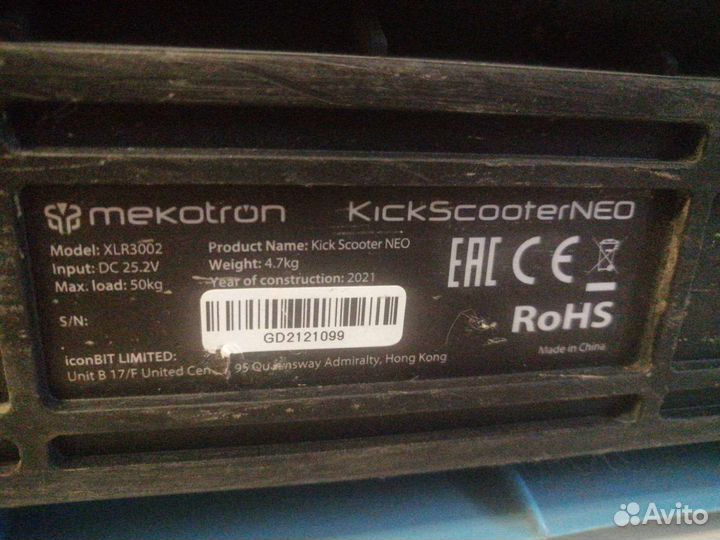 mekotron KickScooterNEO
Model: XLR3002
Input: DC 25.2V
Max. load: 50kg
Product Name: Kick Scooter NEO
Weight: 4.7kg
Year of construction: 2021
EAC CE
RoHS
Made in China
S/N:
GD2121099
iconBIT LIMITED:
Unit B 17/F United 95 Queensway Admiralty, Hong Kong
Avito